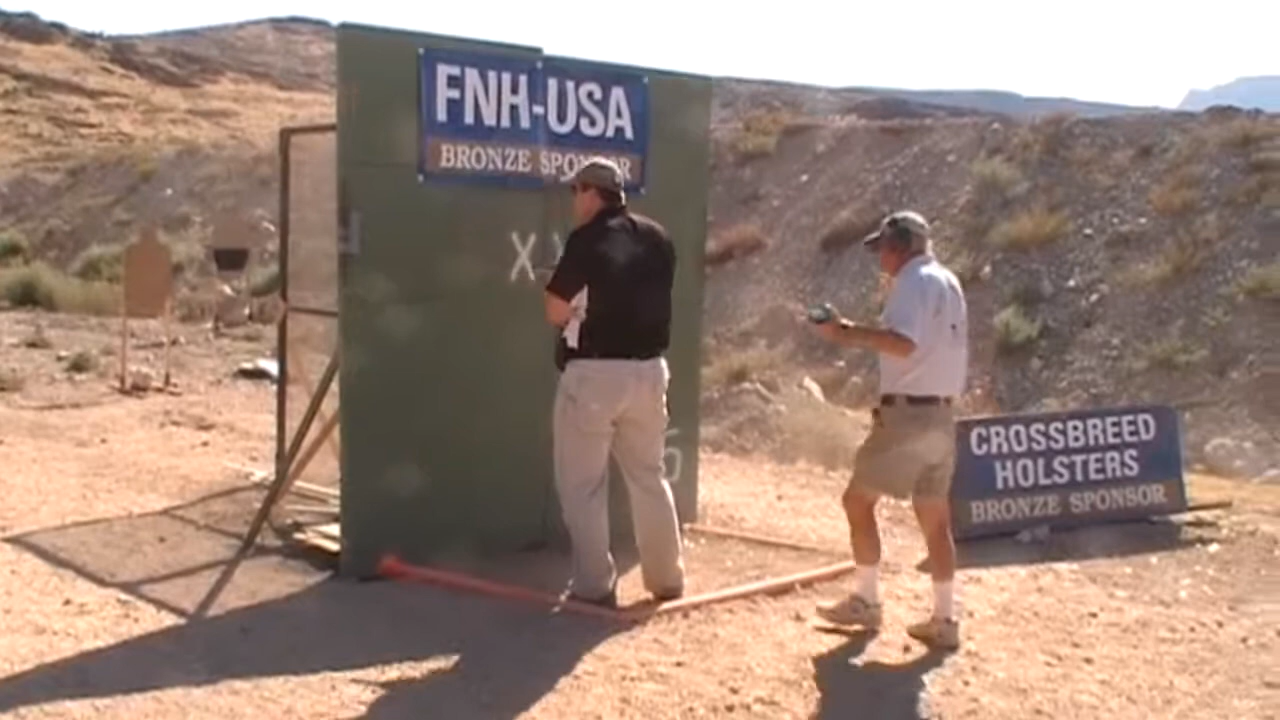 FNH-USA
BRONZE SPONSOR
X
CROSSBREED
HOLSTERS
BRONZE SPONSOR